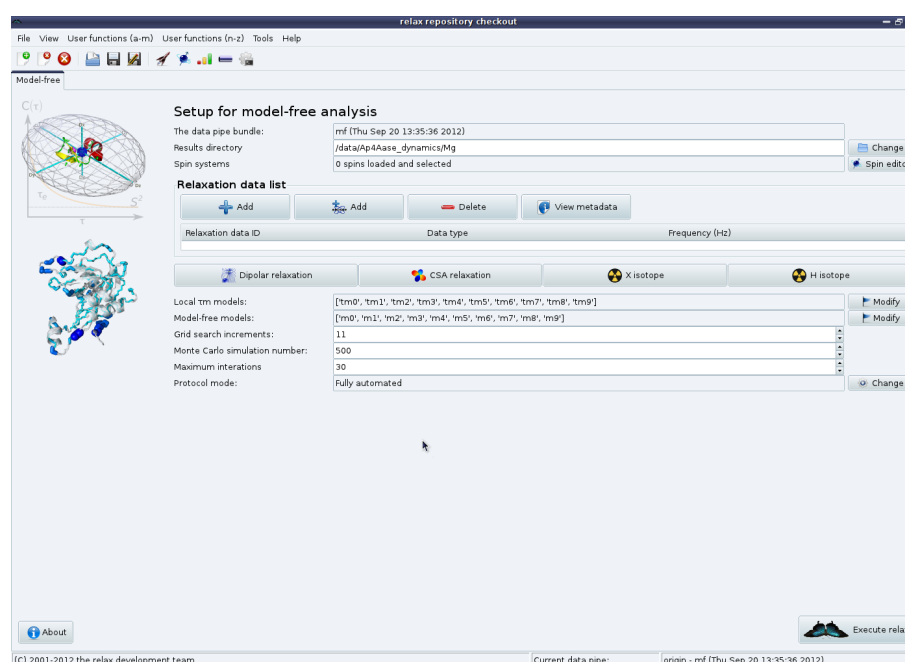 relax repository checkout
File View User functions (a-m) User functions (n-z) Tools Help
Model-free
C(τ)
Setup for model-free analysis
The data pipe bundle: mf (Thu Sep 20 13:35:36 2012)
Results directory /data/Ap4Aase_dynamics/Mg Change
Spin systems 0 spins loaded and selected Spin edito
τe S²
τ
Relaxation data list
Add Add Delete View metadata
Relaxation data ID Data type Frequency (Hz)
Dipolar relaxation CSA relaxation X isotope H isotope
Local τm models: ['tm0', 'tm1', 'tm2', 'tm3', 'tm4', 'tm5', 'tm6', 'tm7', 'tm8', 'tm9'] Modify
Model-free models: ['m0', 'm1', 'm2', 'm3', 'm4', 'm5', 'm6', 'm7', 'm8', 'm9'] Modify
Grid search increments: 11
Monte Carlo simulation number: 500
Maximum interations 30
Protocol mode: Fully automated Change
About Execute rela
(C) 2001-2012 the relax development team Current data pipe: origin - mf (Thu Sep 20 13:35:36 2012)